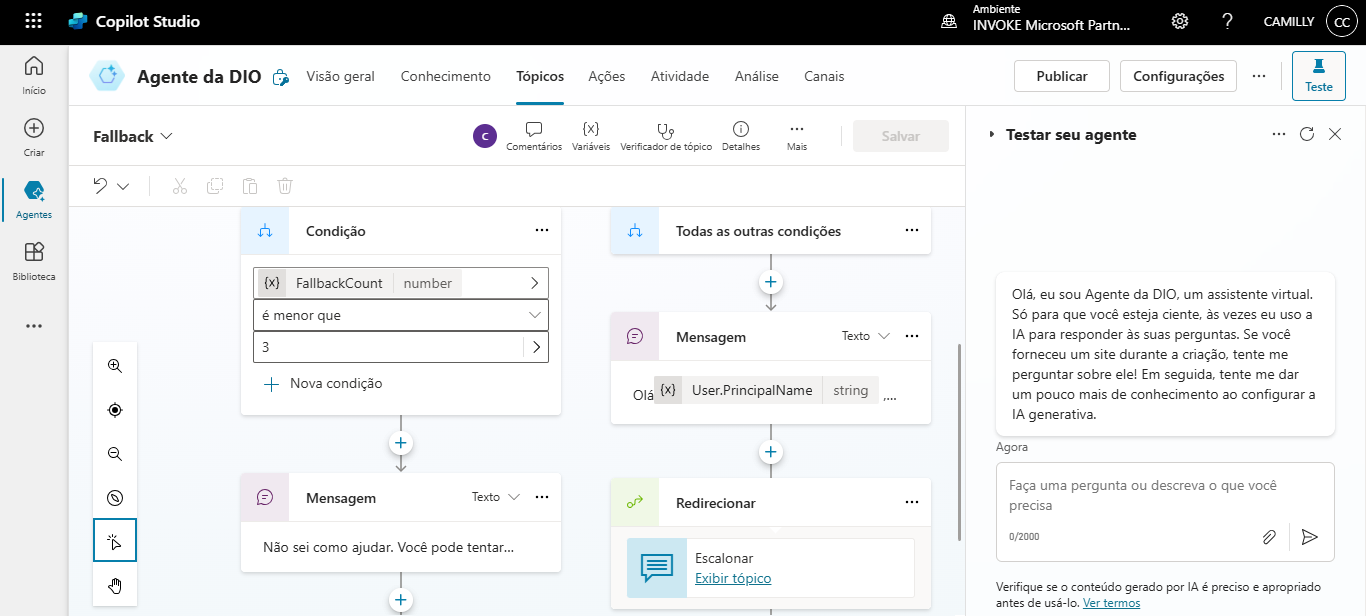 Copilot Studio
Ambiente
INVOKE Microsoft Partn...
?
CAMILLY
CC
Início
Criar
Agentes
Biblioteca
Agente da DIO
Visão geral
Conhecimento
Tópicos
Ações
Atividade
Análise
Canais
Publicar
Configurações
...
Teste
Fallback
C
Comentários
{x}
Variáveis
Verificador de tópico
Detalhes
Mais
Salvar
Condição
{x} FallbackCount number
é menor que
3
Nova condição
Mensagem
Texto
Não sei como ajudar. Você pode tentar...
Todas as outras condições
Mensagem
Texto
Olá {x} User.PrincipalName string ,...
Redirecionar
Escalonar
Exibir tópico
Testar seu agente
Olá, eu sou Agente da DIO, um assistente virtual.
Só para que você esteja ciente, às vezes eu uso a
IA para responder às suas perguntas. Se você
forneceu um site durante a criação, tente me
perguntar sobre ele! Em seguida, tente me dar
um pouco mais de conhecimento ao configurar a
IA generativa.
Agora
Faça uma pergunta ou descreva o que você
precisa
0/2000
Verifique se o conteúdo gerado por IA é preciso e apropriado
antes de usá-lo. Ver termos